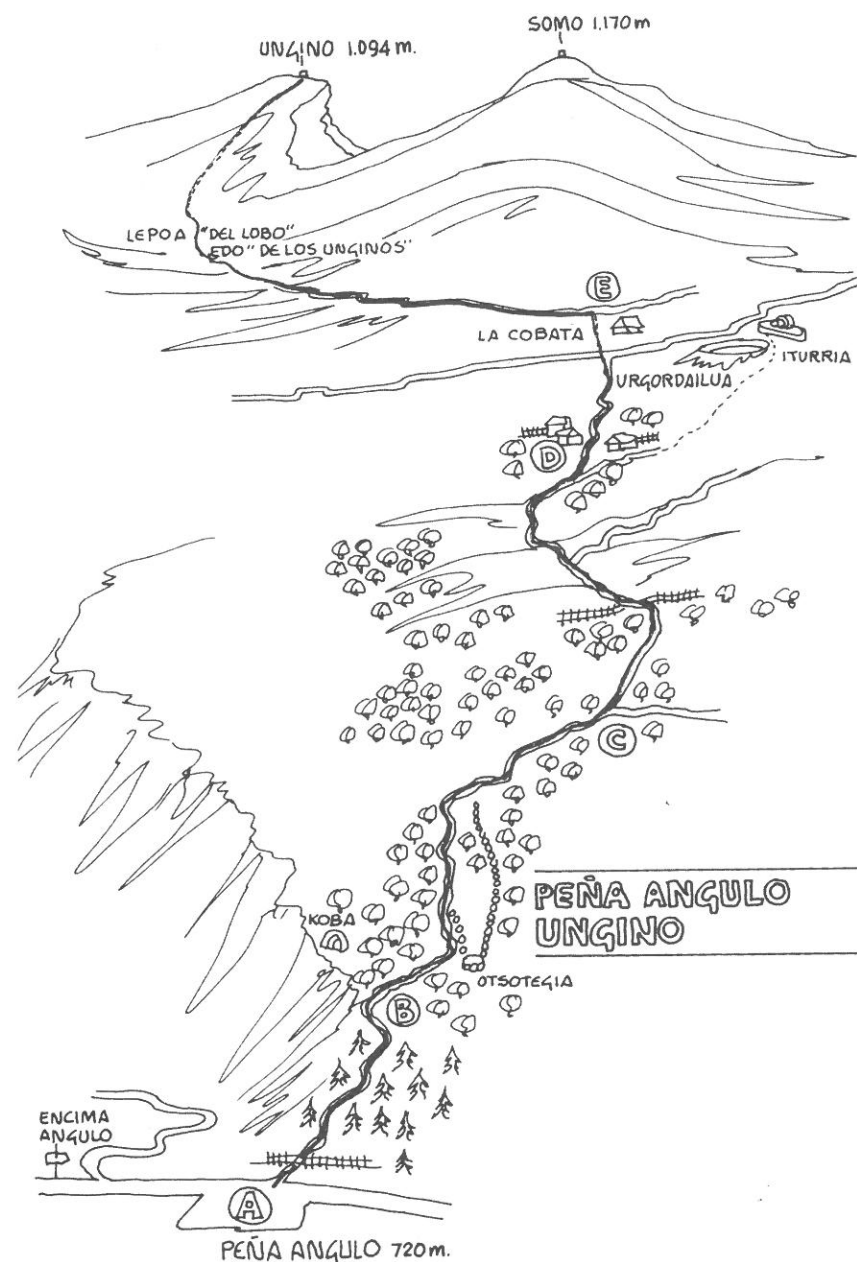 SOMO 1.170 m
UNGINO 1.094 m.
LEPOA "DEL LOBO"
EDO "DE LOS UNGINOS"
E
LA COBATA
ITURRIA
URGORDAILUA
D
C
PEÑA ANGULO
UNGINO
KOBA
OTSOTEGIA
B
ENCIMA
ANGULO
A
PEÑA ANGULO 720 m.